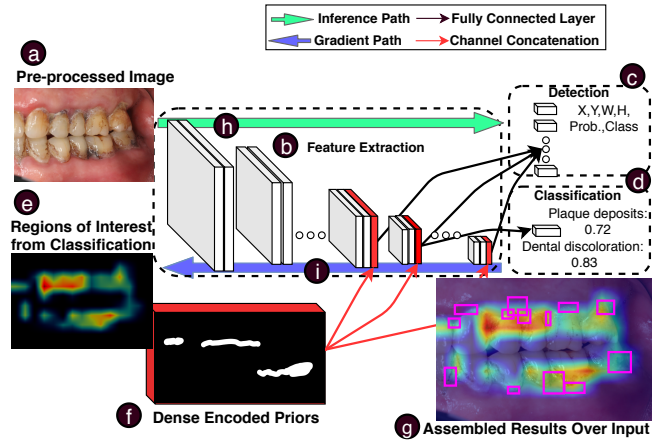 Inference Path
Fully Connected Layer
Gradient Path
Channel Concatenation
a
Pre-processed Image
h
b
Feature Extraction
c
Detection
X,Y,W,H,
Prob.,Class
d
Classification
Plaque deposits:
0.72
Dental discoloration:
0.83
e
Regions of Interest
from Classification
i
f
Dense Encoded Priors
g
Assembled Results Over Input